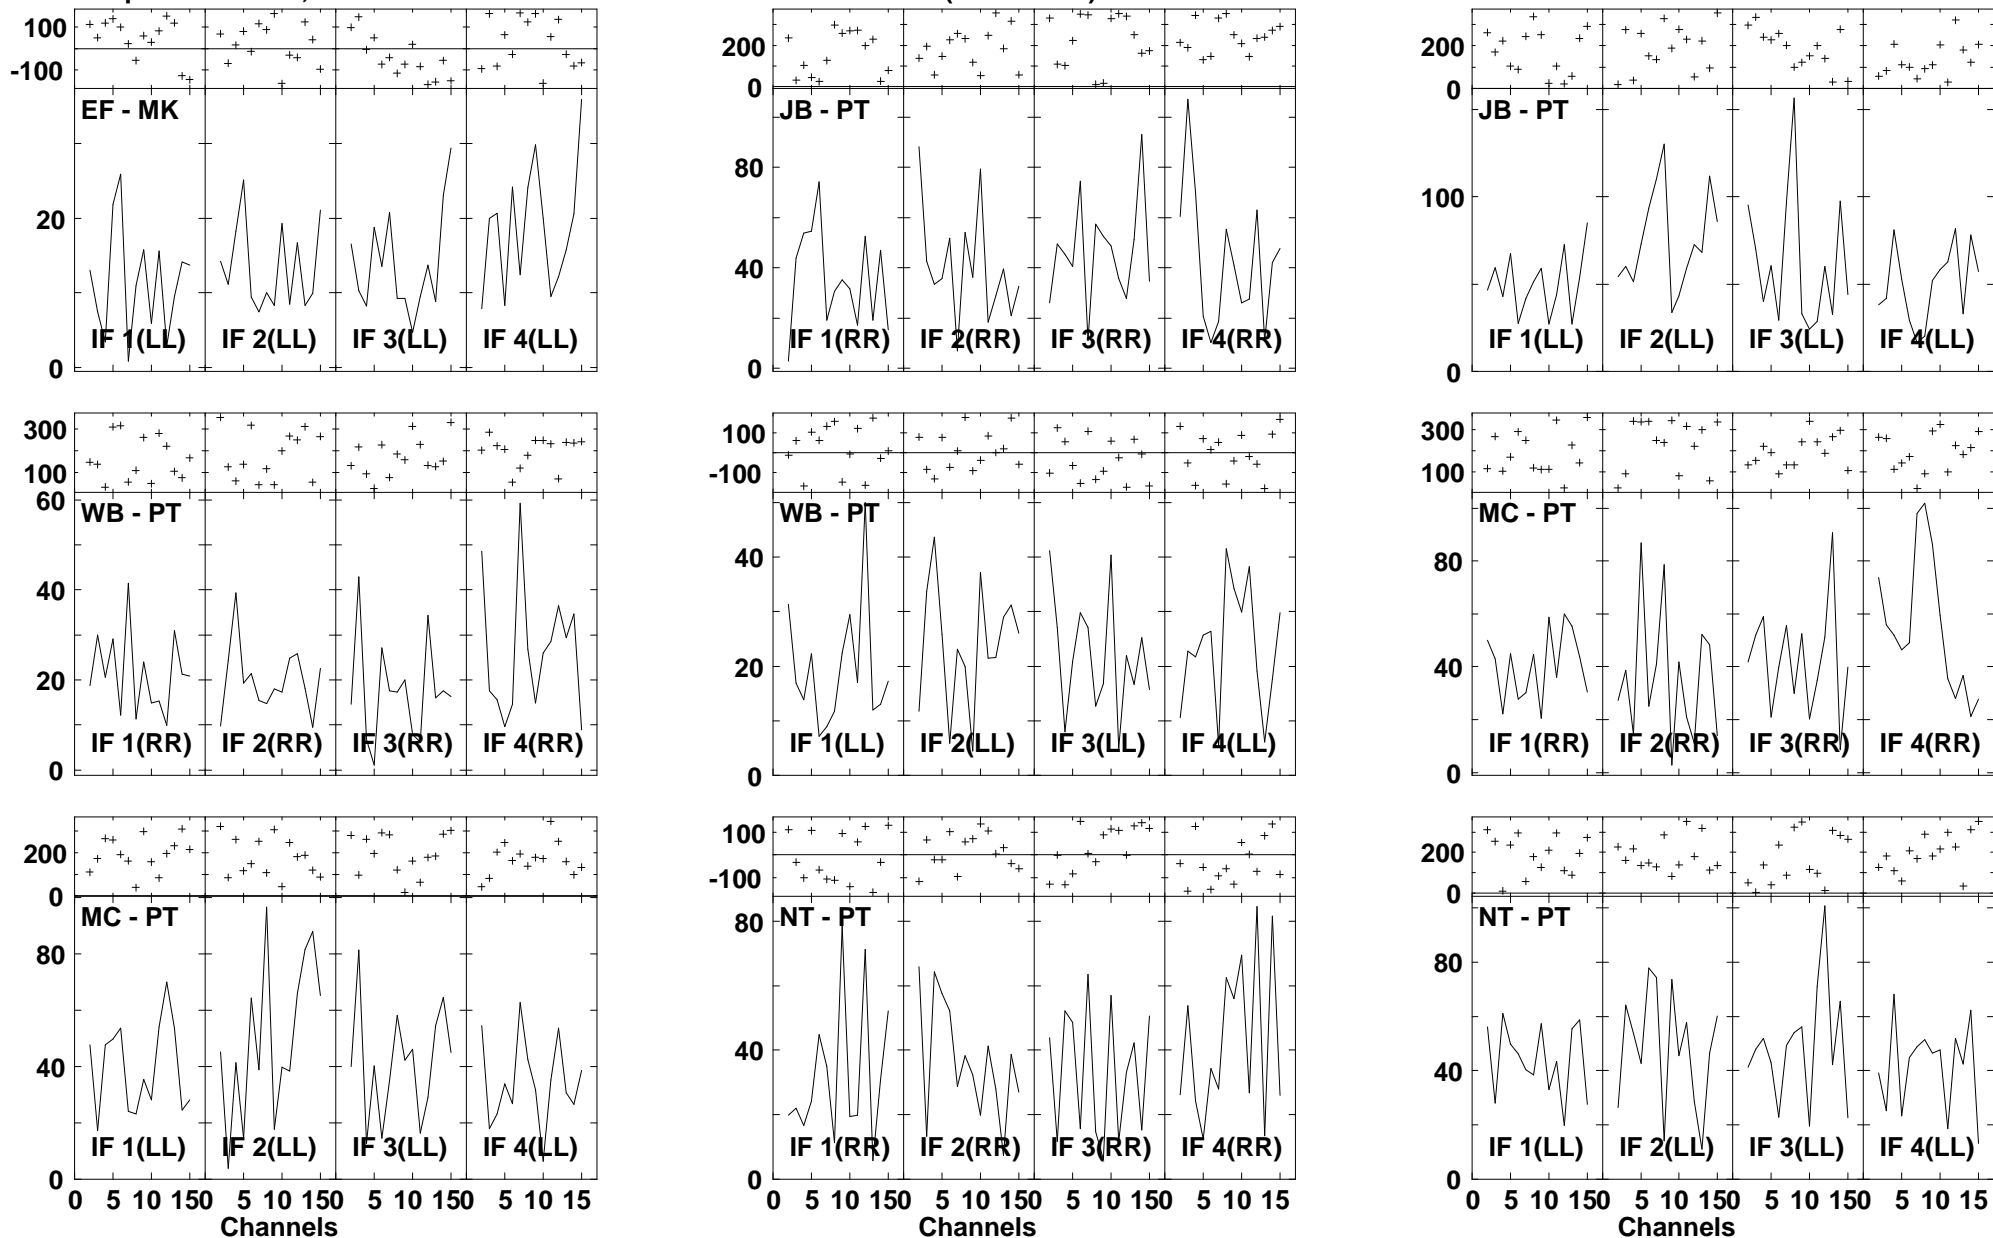 100
-100
EF - MK
20
0
IF 1(LL) IF 2(LL) IF 3(LL) IF 4(LL)
200
0
JB - PT
80
40
0
IF 1(RR) IF 2(RR) IF 3(RR) IF 4(RR)
200
0
JB - PT
100
0
IF 1(LL) IF 2(LL) IF 3(LL) IF 4(LL)
300
100
60
WB - PT
40
20
0
IF 1(RR) IF 2(RR) IF 3(RR) IF 4(RR)
100
-100
WB - PT
40
20
0
IF 1(LL) IF 2(LL) IF 3(LL) IF 4(LL)
300
100
MC - PT
80
40
0
IF 1(RR) IF 2(RR) IF 3(RR) IF 4(RR)
200
0
MC - PT
80
40
0
IF 1(LL) IF 2(LL) IF 3(LL) IF 4(LL)
0 5 10 150 5 10 150 5 10 150 5 10 15
Channels
100
-100
NT - PT
80
40
0
IF 1(RR) IF 2(RR) IF 3(RR) IF 4(RR)
0 5 10 150 5 10 150 5 10 150 5 10 15
Channels
200
0
NT - PT
80
40
0
IF 1(LL) IF 2(LL) IF 3(LL) IF 4(LL)
0 5 10 150 5 10 150 5 10 150 5 10 15
Channels